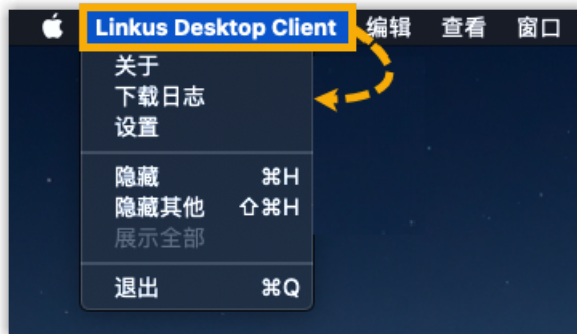 Linkus Desktop Client 编辑 查看 窗口
关于
下载日志
设置
隐藏 ⌘H
隐藏其他 ⇧⌘H
展示全部
退出 ⌘Q